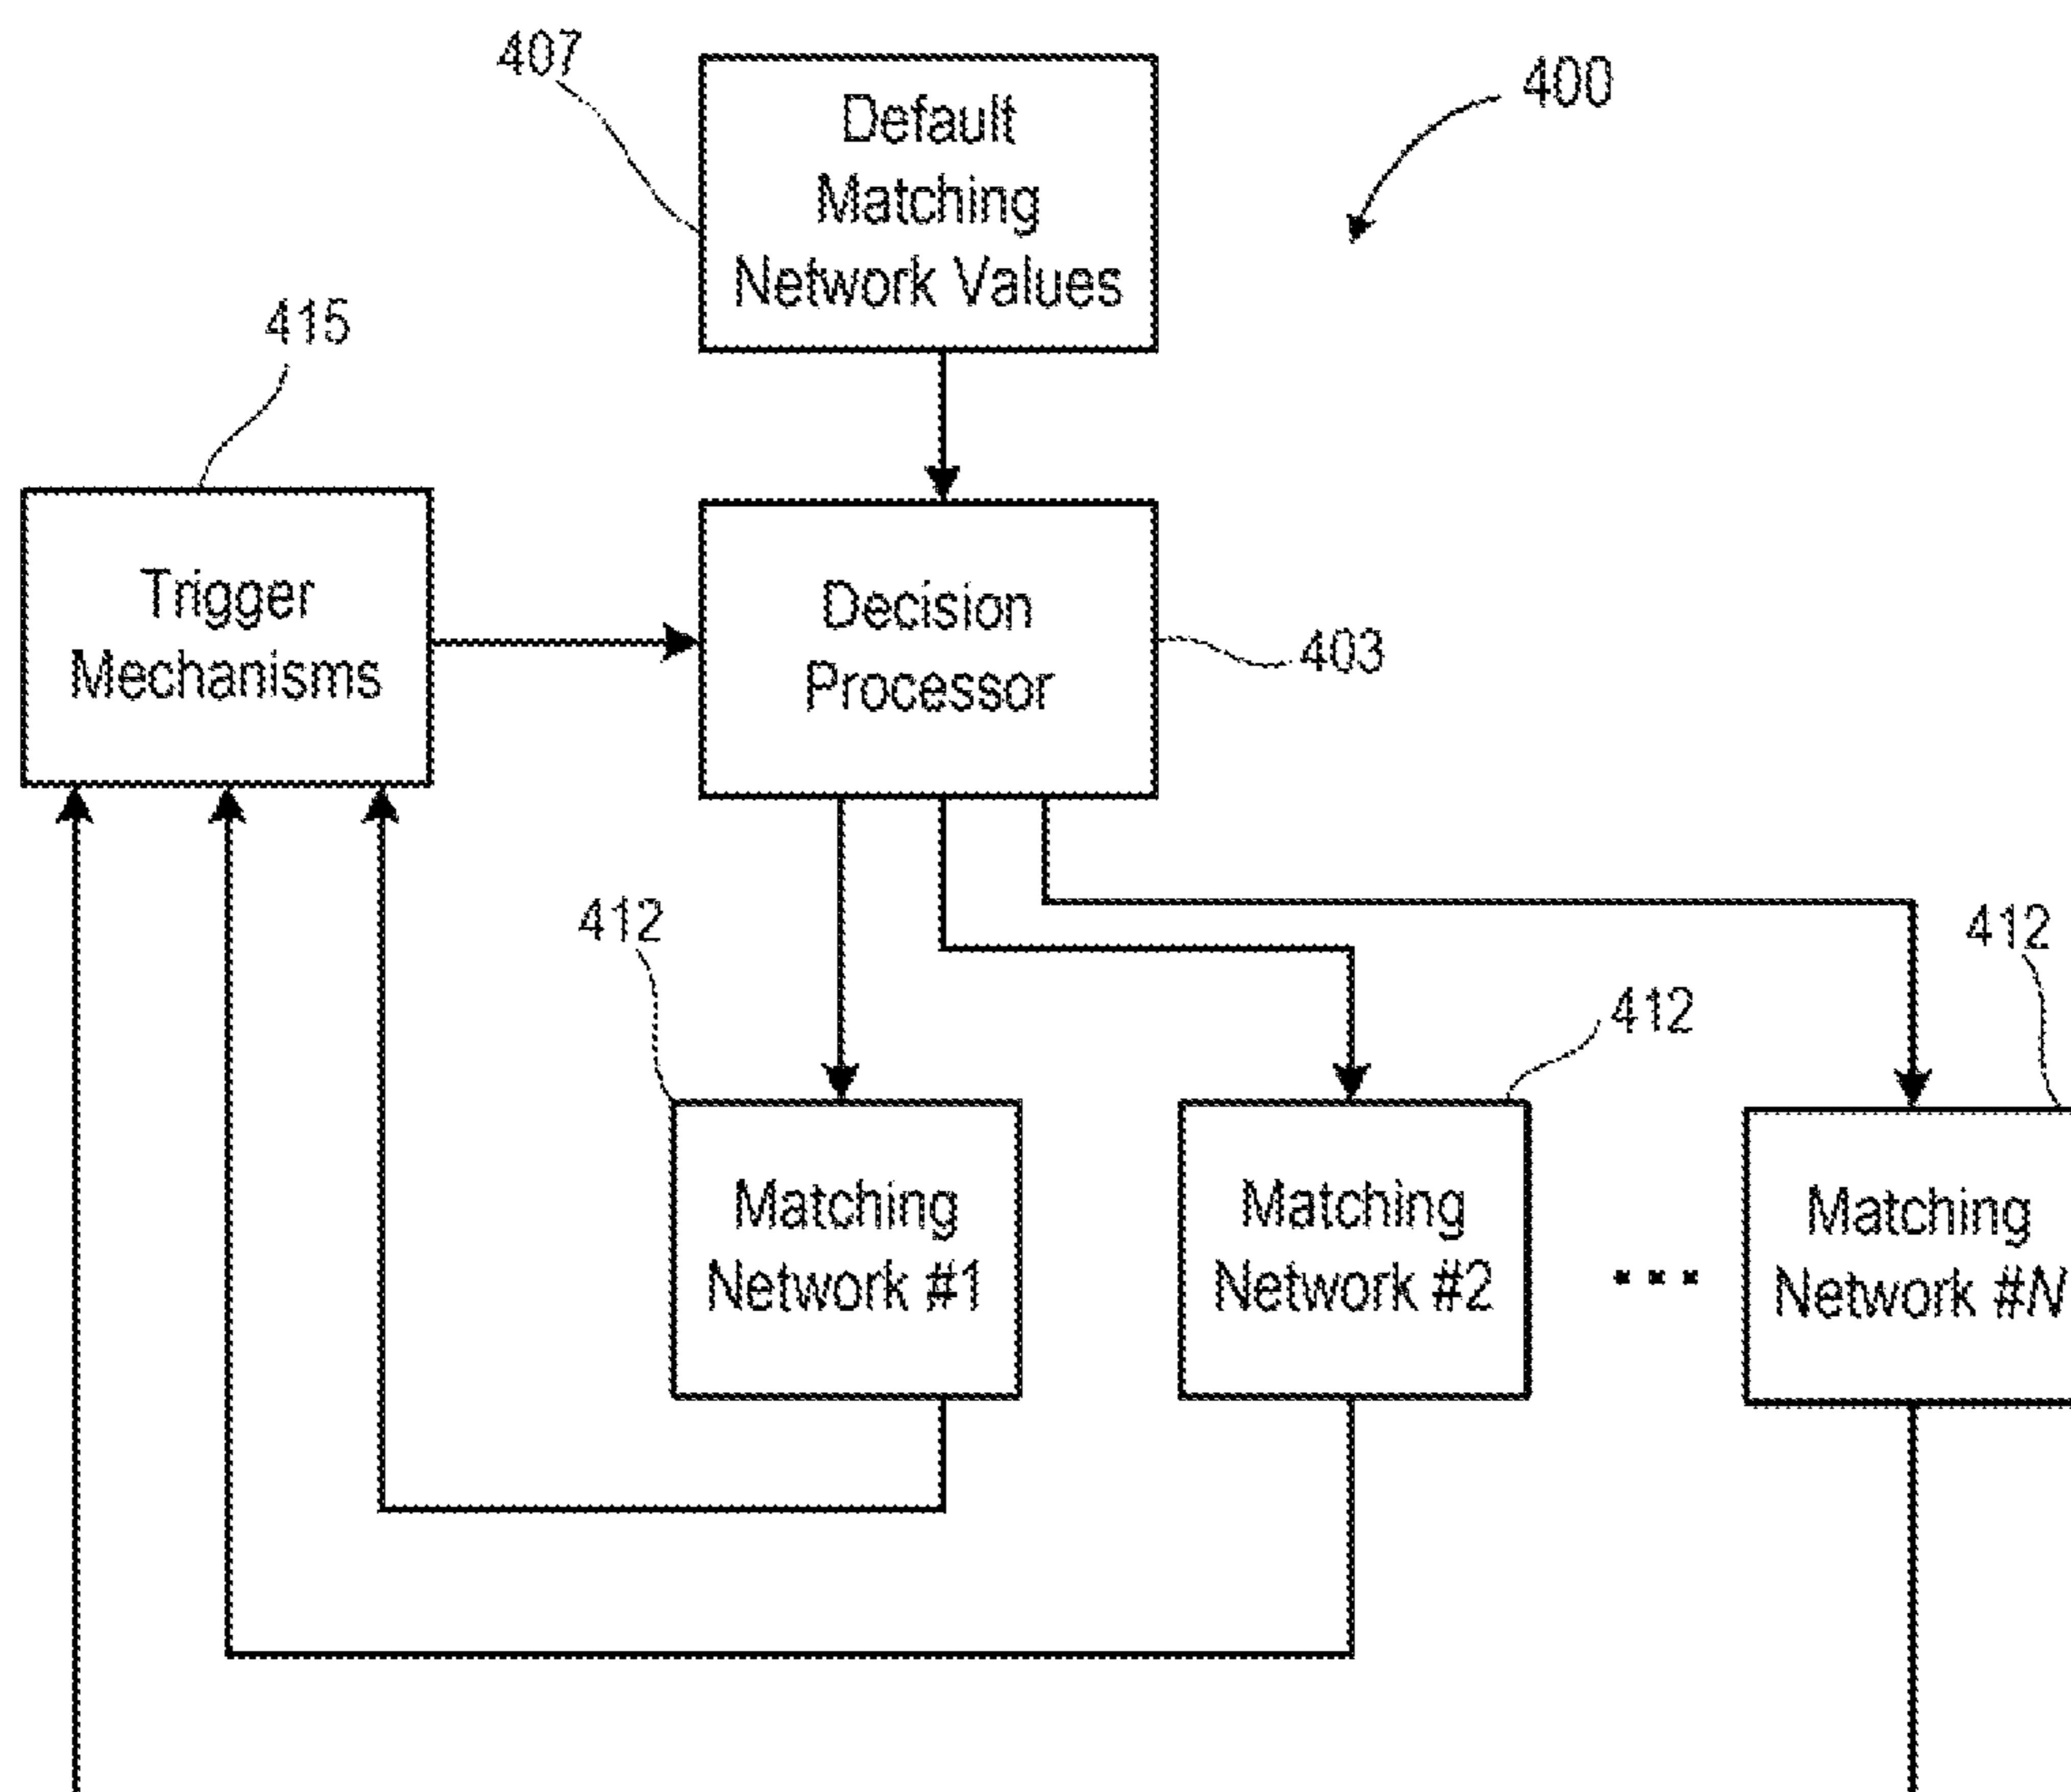 407
Default
Matching
Network Values
400
415
Trigger
Mechanisms
Decision
Processor
403
412
412
412
Matching
Network #1
Matching
Network #2
...
Matching
Network #N